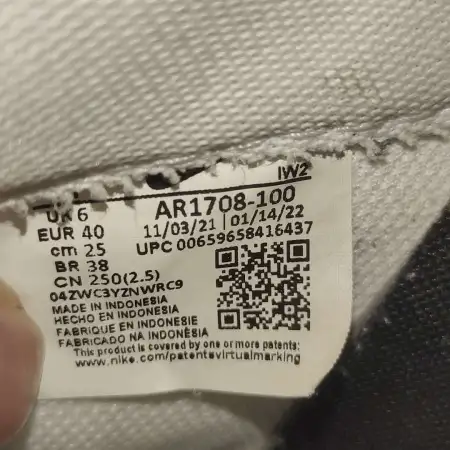 IW2
UK 6
AR1708-100
EUR 40
11/03/21 | 01/14/22
cm 25
UPC 00659658416437
BR 38
CN 250(2.5)
04ZWC3YZNWRC9
MADE IN INDONESIA
HECHO EN INDONESIA
FABRIQUE EN INDONESIA
FABRICADO NA INDONÉSIA
This product is covered by one or more patents:
www.nike.com/patentsvirtualmarking